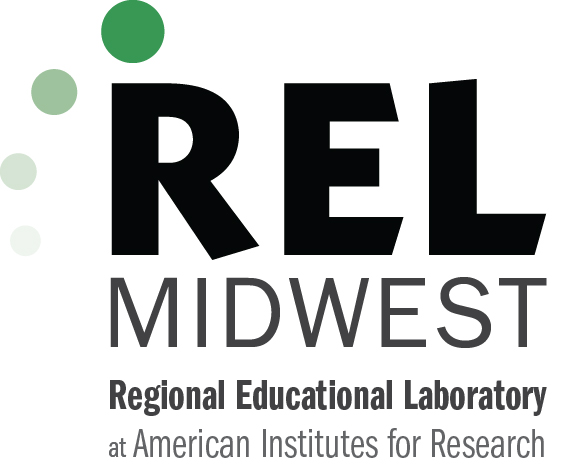 REL
MIDWEST
Regional Educational Laboratory
at American Institutes for Research